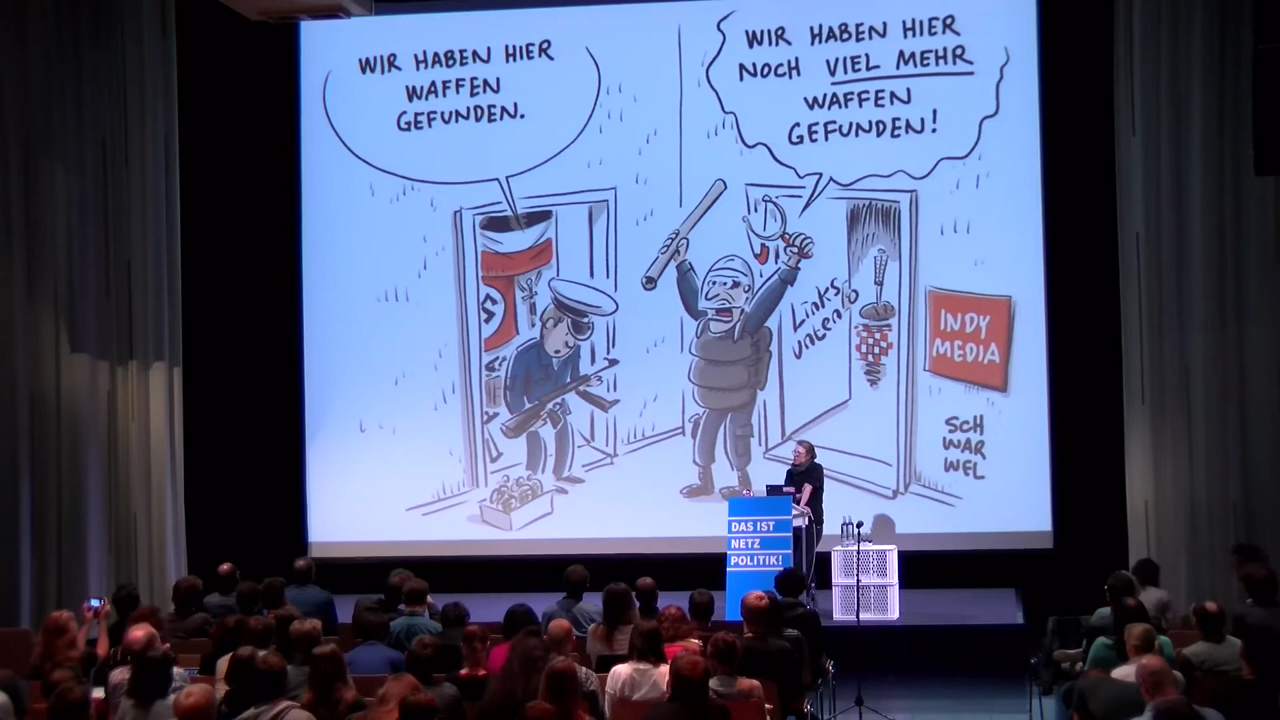 WIR HABEN HIER
WAFFEN
GEFUNDEN.
WIR HABEN HIER
NOCH VIEL MEHR
WAFFEN
GEFUNDEN!
Links
unten
INDY
MEDIA
SCH
WAR
WEL
DAS IST
NETZ
POLITIK!